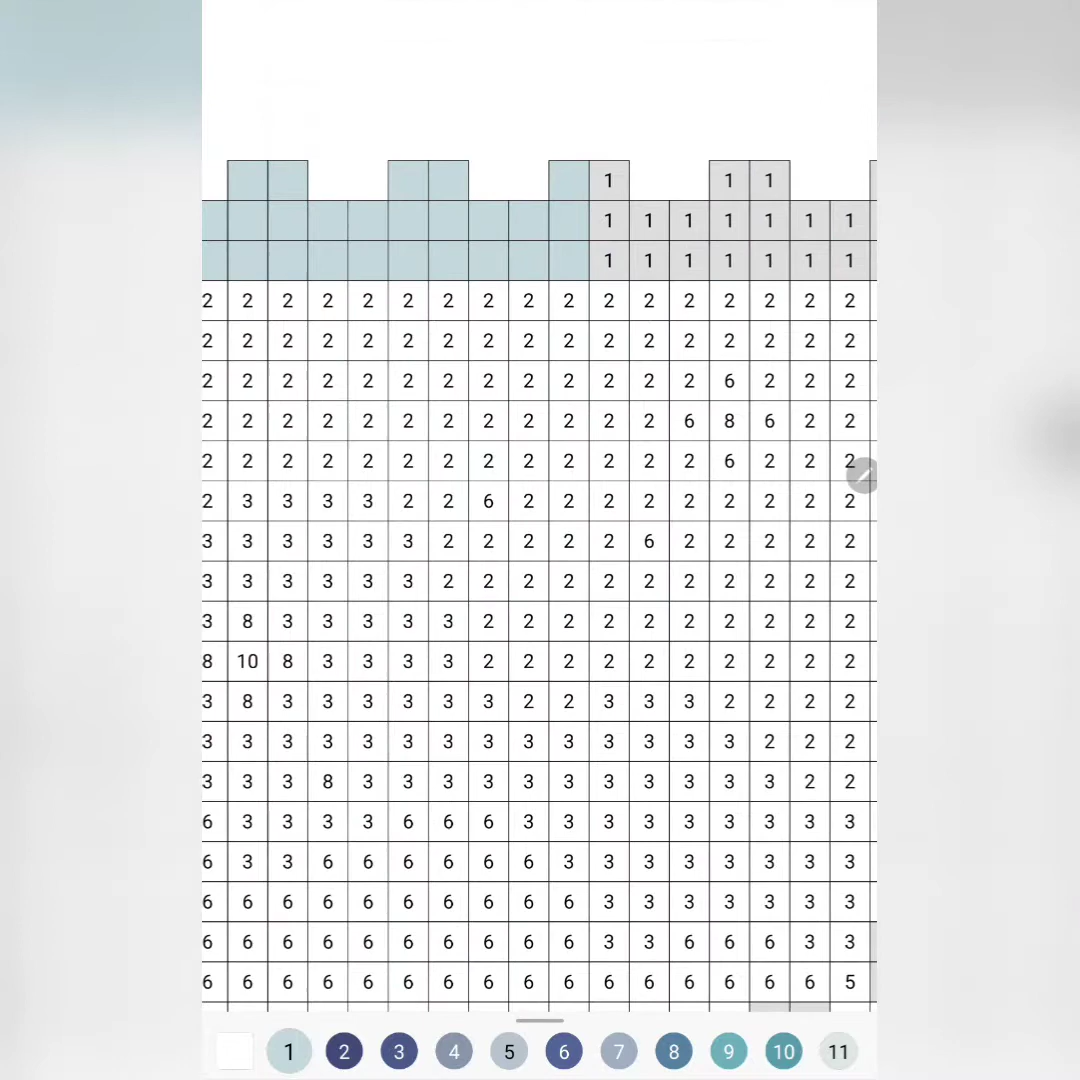 1 1 1
1 1 1 1 1 1 1
1 1 1 1 1 1 1
2 2 2 2 2 2 2 2 2 2 2 2 2 2 2 2 2
2 2 2 2 2 2 2 2 2 2 2 2 2 2 2 2 2
2 2 2 2 2 2 2 2 2 2 2 2 2 6 2 2 2
2 2 2 2 2 2 2 2 2 2 2 2 6 8 6 2 2
2 2 2 2 2 2 2 2 2 2 2 2 2 6 2 2 2
2 3 3 3 3 2 2 6 2 2 2 2 2 2 2 2 2
3 3 3 3 3 3 2 2 2 2 2 6 2 2 2 2 2
3 3 3 3 3 3 2 2 2 2 2 2 2 2 2 2 2
3 8 3 3 3 3 3 2 2 2 2 2 2 2 2 2 2
8 10 8 3 3 3 3 2 2 2 2 2 2 2 2 2 2
3 8 3 3 3 3 3 3 2 2 3 3 3 2 2 2 2
3 3 3 3 3 3 3 3 3 3 3 3 3 3 2 2 2
3 3 3 8 3 3 3 3 3 3 3 3 3 3 3 2 2
6 3 3 3 3 6 6 6 3 3 3 3 3 3 3 3 3
6 3 3 6 6 6 6 6 6 3 3 3 3 3 3 3 3
6 6 6 6 6 6 6 6 6 6 3 3 3 3 3 3 3
6 6 6 6 6 6 6 6 6 6 3 3 6 6 6 3 3
6 6 6 6 6 6 6 6 6 6 6 6 6 6 6 6 5
1 2 3 4 5 6 7 8 9 10 11